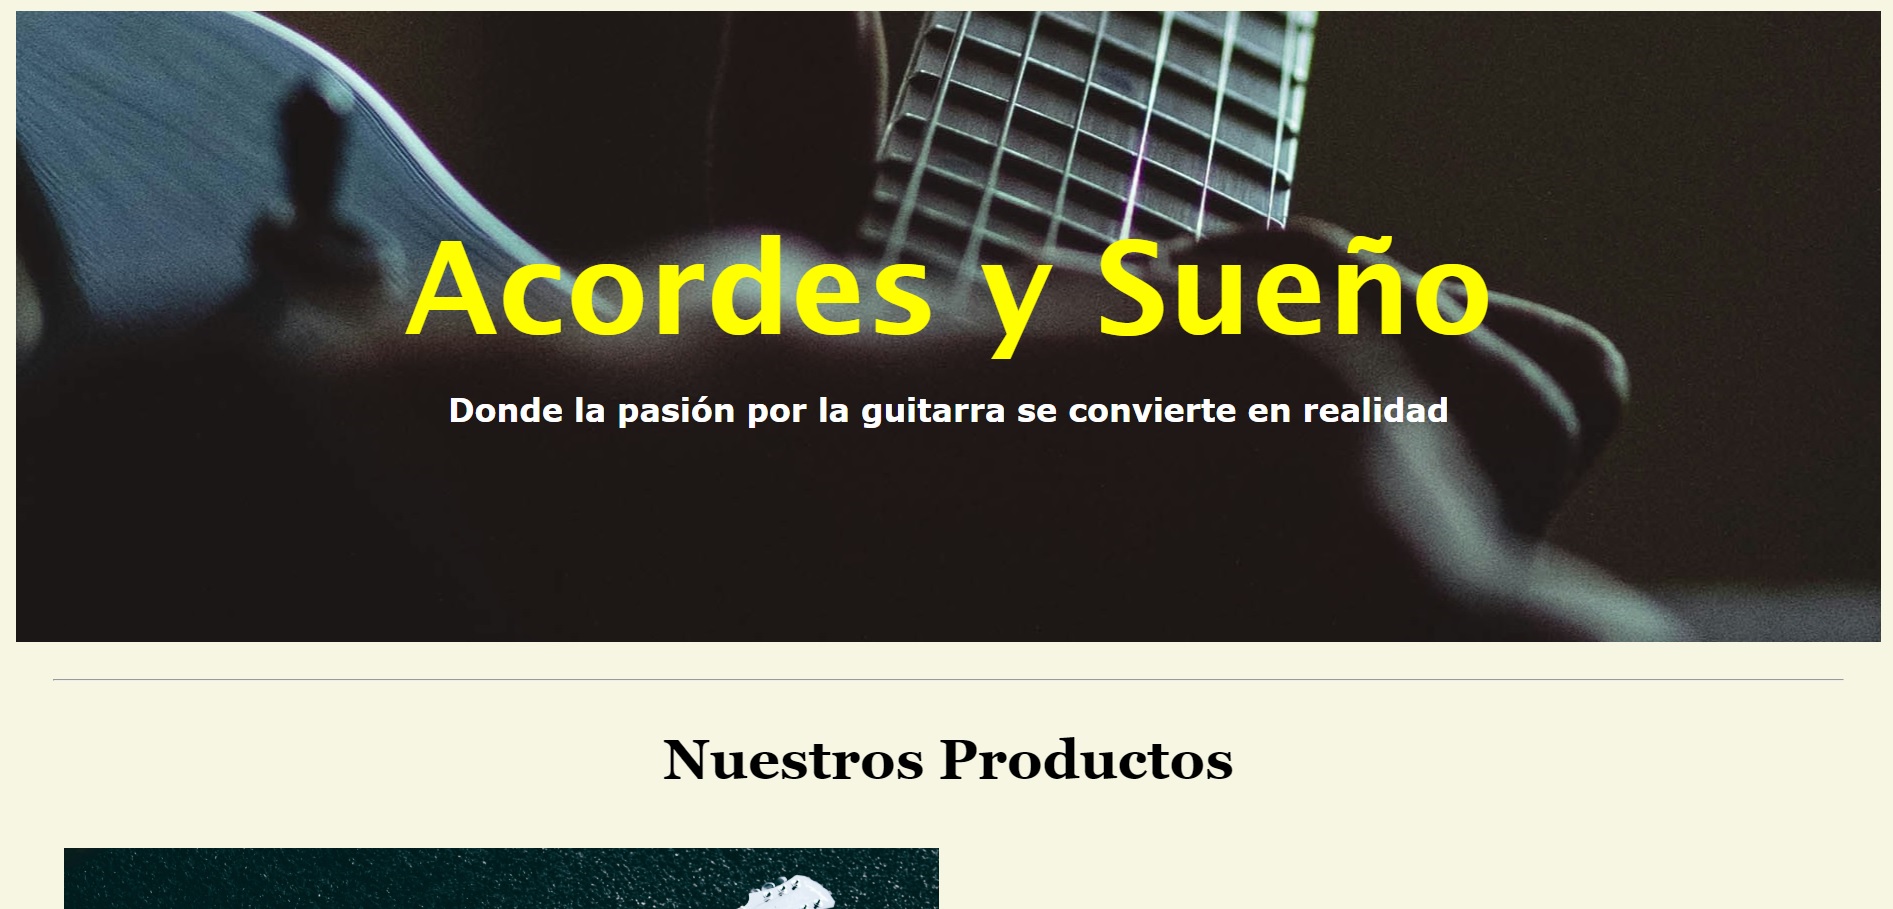 Acordes y Sueño
Donde la pasión por la guitarra se convierte en realidad
Nuestros Productos